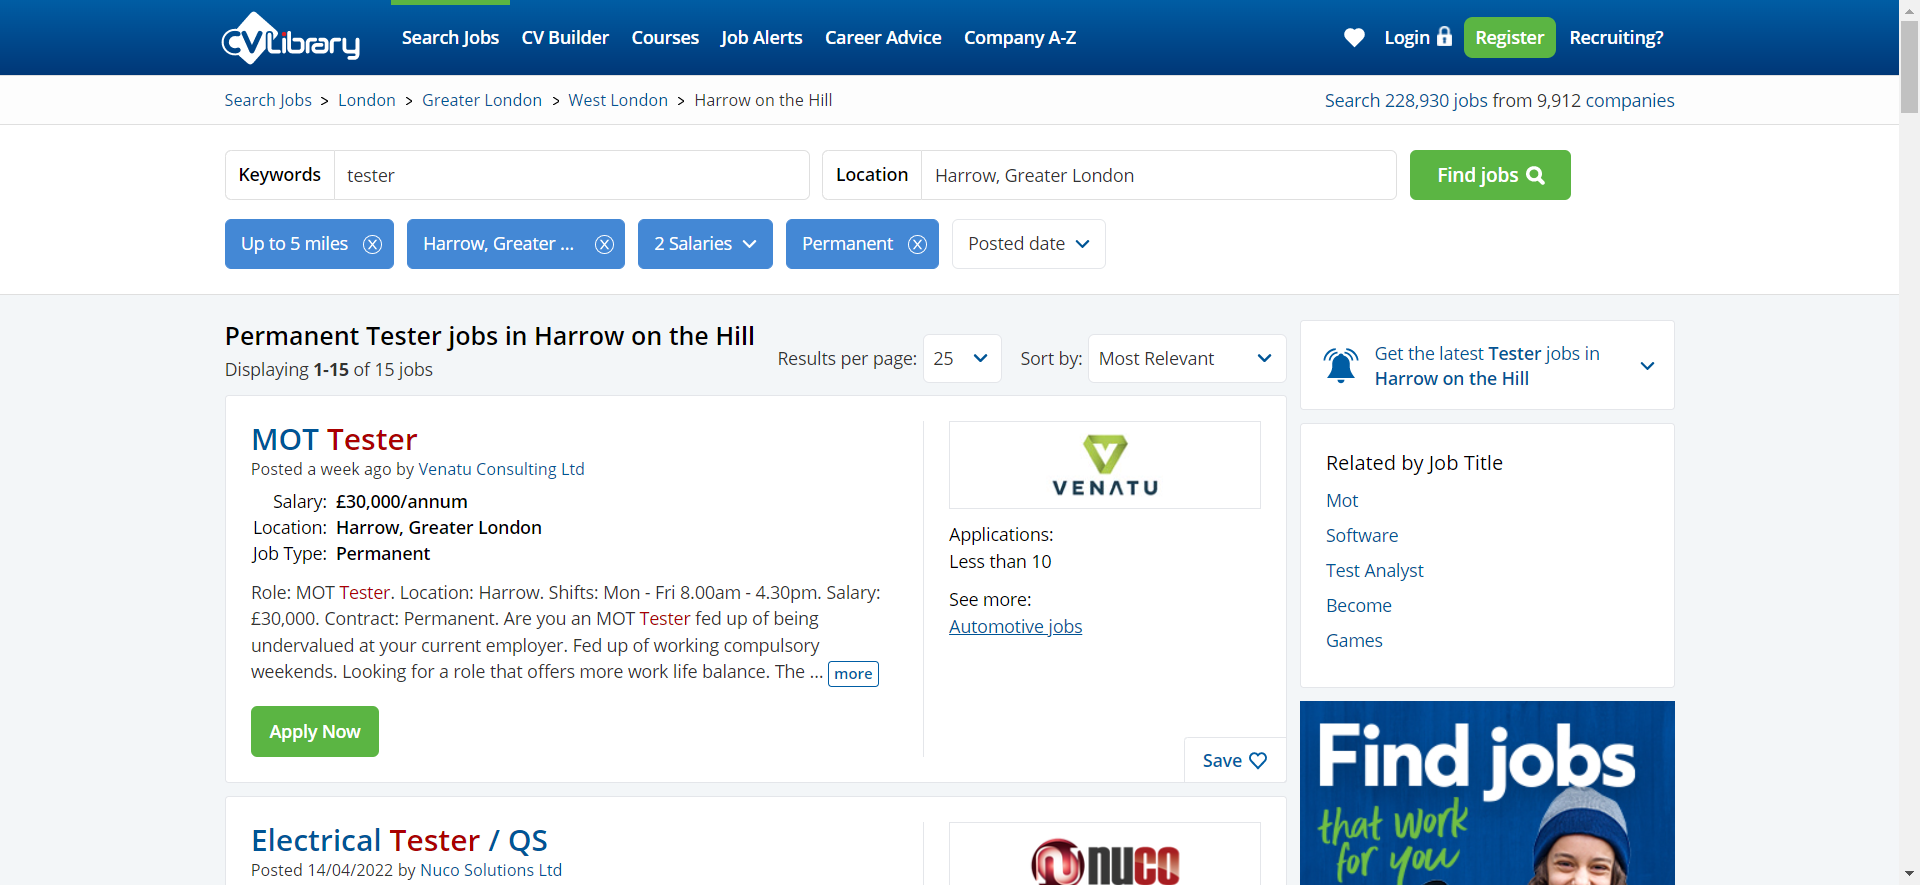 CVLibrary
Search Jobs CV Builder Courses Job Alerts Career Advice Company A-Z Login Register Recruiting?
Search Jobs > London > Greater London > West London > Harrow on the Hill
Search 228,930 jobs from 9,912 companies
Keywords tester Location Harrow, Greater London Find jobs
Up to 5 miles Harrow, Greater ... 2 Salaries Permanent Posted date
Permanent Tester jobs in Harrow on the Hill
Displaying 1-15 of 15 jobs
Results per page: 25 Sort by: Most Relevant
MOT Tester
Posted a week ago by Venatu Consulting Ltd
Salary: £30,000/annum
Location: Harrow, Greater London
Job Type: Permanent
Role: MOT Tester. Location: Harrow. Shifts: Mon - Fri 8.00am - 4.30pm. Salary:
£30,000. Contract: Permanent. Are you an MOT Tester fed up of being
undervalued at your current employer. Fed up of working compulsory
weekends. Looking for a role that offers more work life balance. The ... more
Apply Now
VENATU
Applications:
Less than 10
See more:
Automotive jobs
Save
Electrical Tester / QS
Posted 14/04/2022 by Nuco Solutions Ltd
nuco
Get the latest Tester jobs in
Harrow on the Hill
Related by Job Title
Mot
Software
Test Analyst
Become
Games
Find jobs
that work
for you